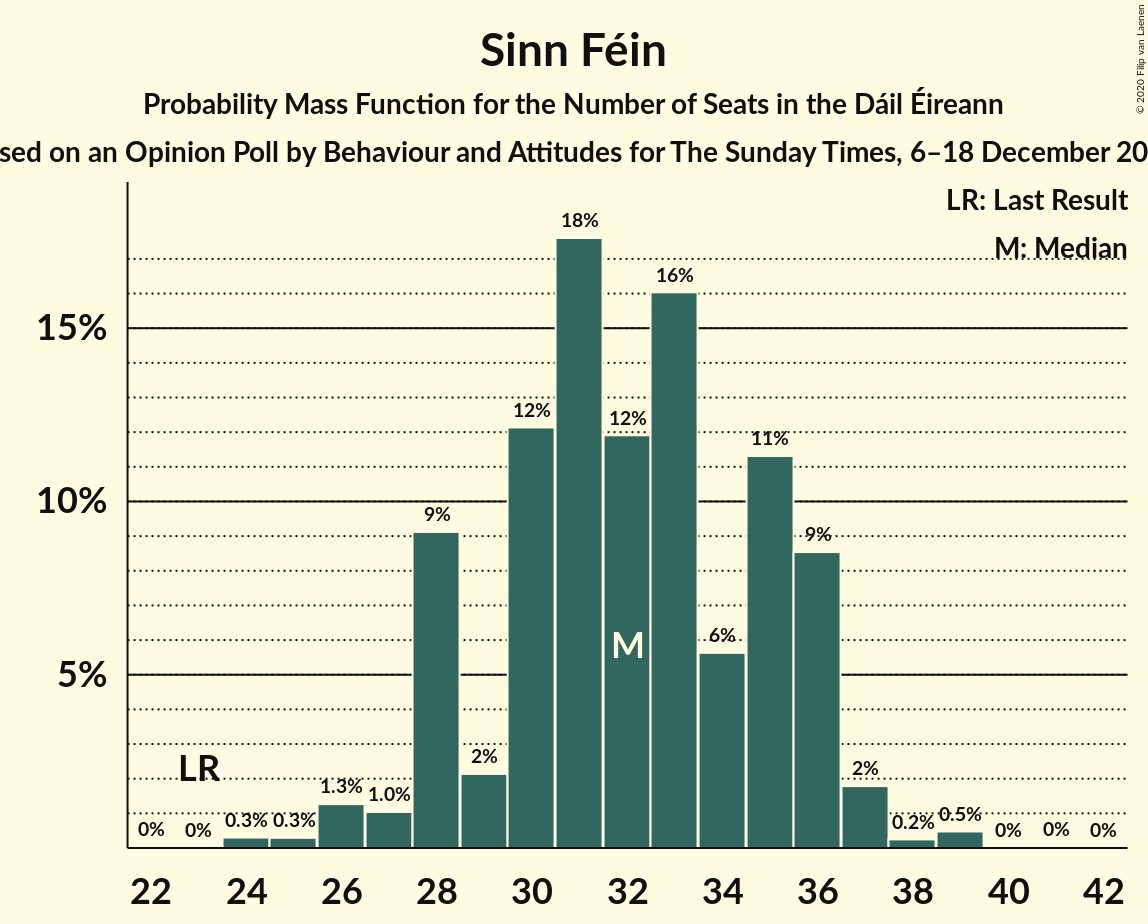 © 2020 Filip van Laenen
Sinn Féin
Probability Mass Function for the Number of Seats in the Dáil Éireann
sed on an Opinion Poll by Behaviour and Attitudes for The Sunday Times, 6–18 December 20
LR: Last Result
M: Median
15%
10%
5%
0%
0%
0.3%
0.3%
1.3%
1.0%
9%
2%
12%
18%
12%
16%
6%
11%
9%
2%
0.2%
0.5%
0%
0%
0%
LR
M
22 24 26 28 30 32 34 36 38 40 42